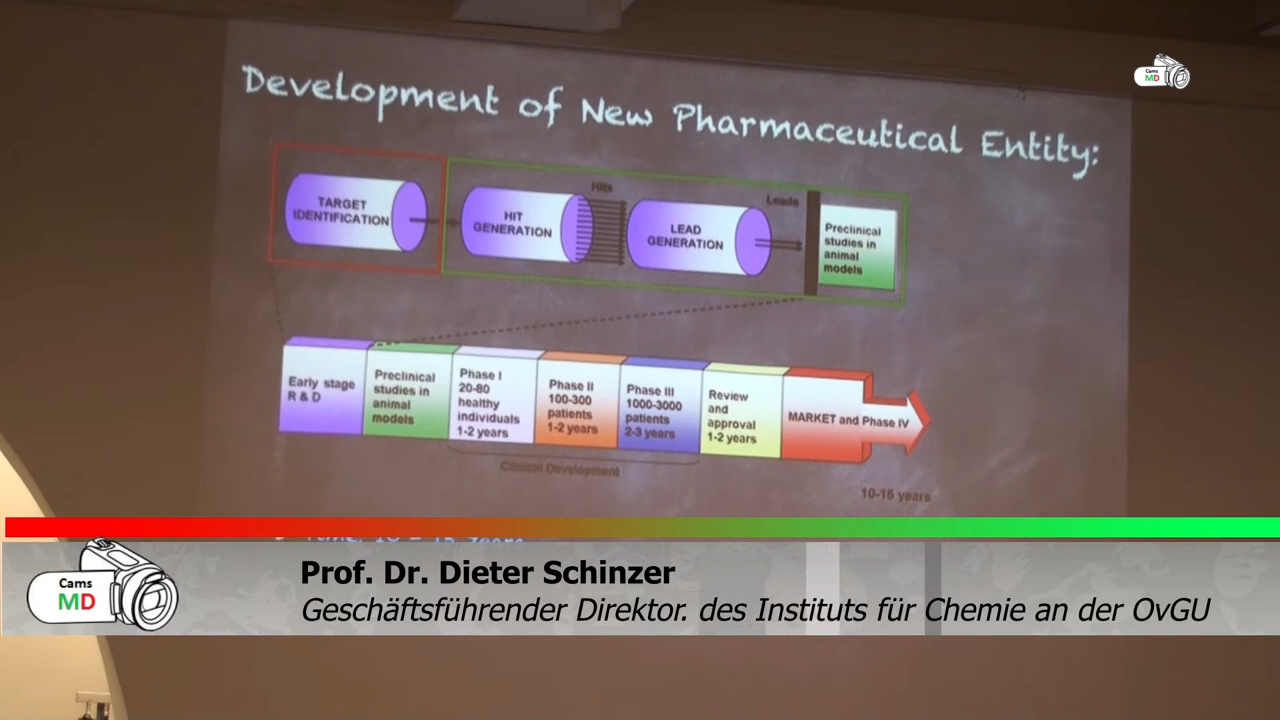 Cams
MD
Development of New Pharmaceutical Entity:
TARGET
IDENTIFICATION
HIT
GENERATION
Hits
LEAD
GENERATION
Leads
Preclinical
studies in
animal
models
Early stage
R & D
Preclinical
studies in
animal
models
Phase I
20-80
healthy
individuals
1-2 years
Phase II
100-300
patients
1-2 years
Phase III
1000-3000
patients
2-3 years
Review
and
approval
1-2 years
MARKET and Phase IV
Clinical Development
10-15 years
Cams
MD
Prof. Dr. Dieter Schinzer
Geschäftsführender Direktor. des Instituts für Chemie an der OvGU